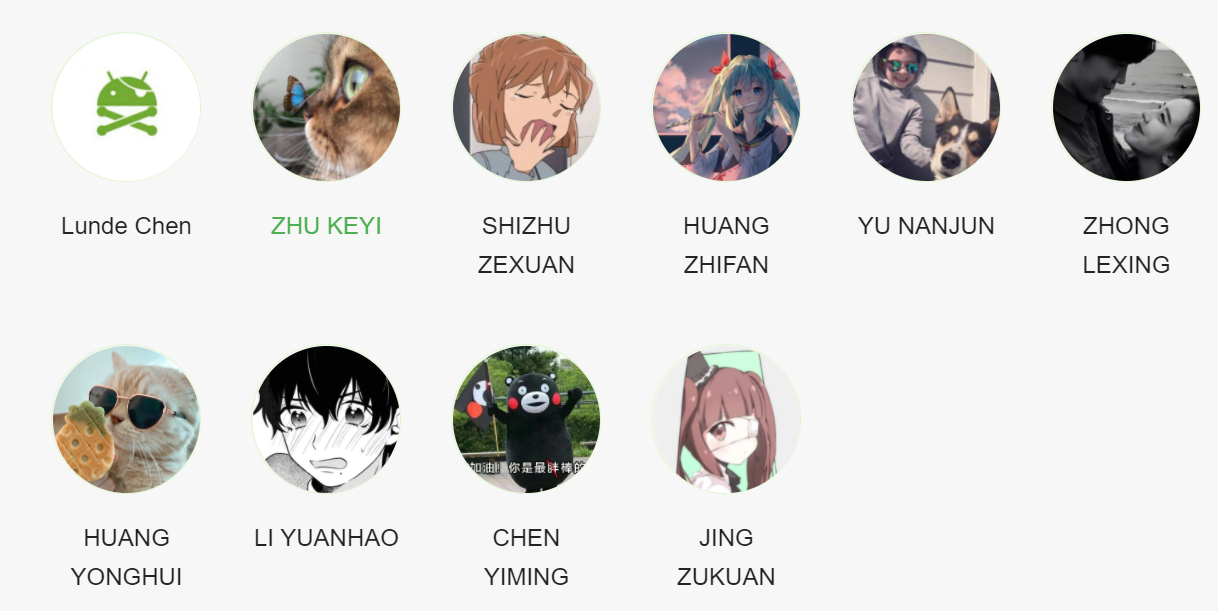 Lunde Chen
ZHU KEYI
SHIZHU
ZEXUAN
HUANG
ZHIFAN
YU NANJUN
ZHONG
LEXING
加油!! 你是最胖棒的
HUANG
YONGHUI
LI YUANHAO
CHEN
YIMING
JING
ZUKUAN